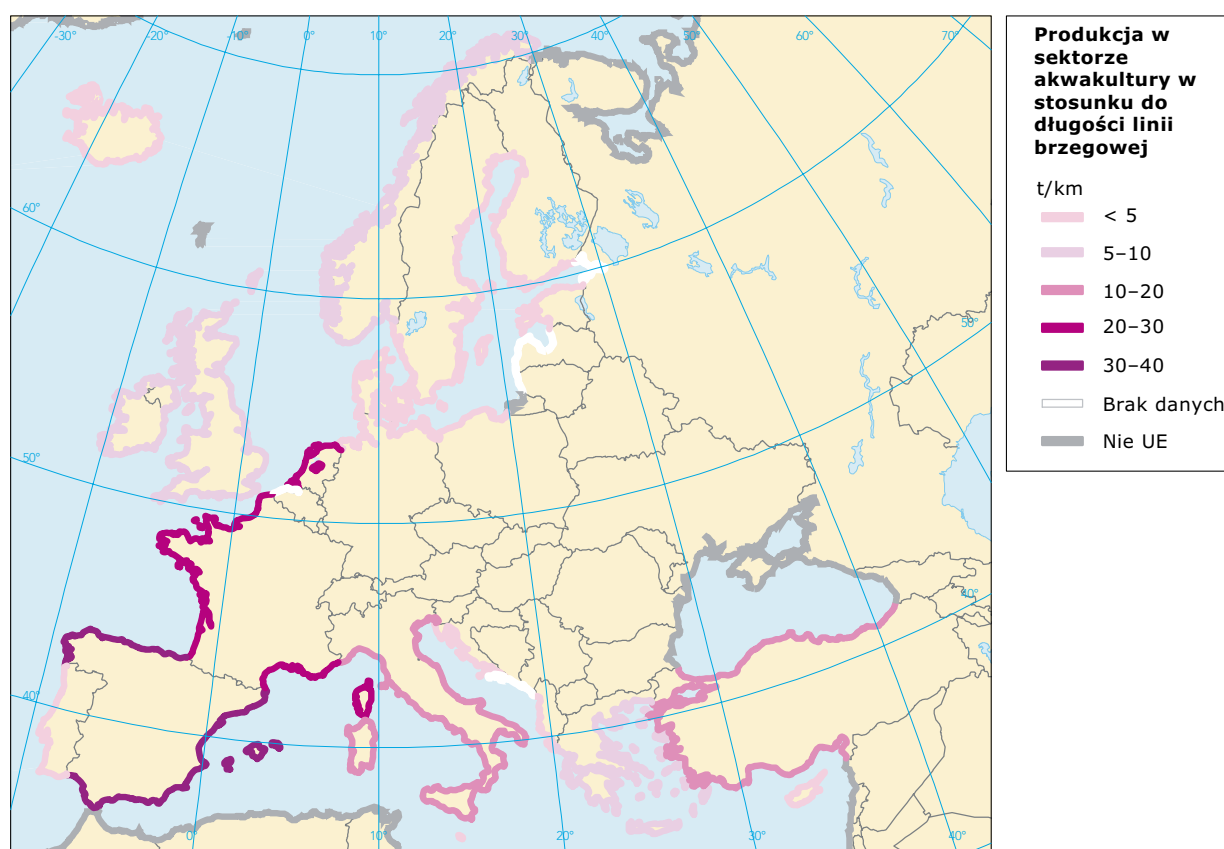 -30°
-20°
-10°
0°
10°
20°
30°
40°
50°
60°
70°
60°
50°
50°
40°
40°
0°
10°
20°
30°
40°
Produkcja w
sektorze
akwakultury w
stosunku do
długości linii
brzegowej
t/km
< 5
5–10
10–20
20–30
30–40
Brak danych
Nie UE